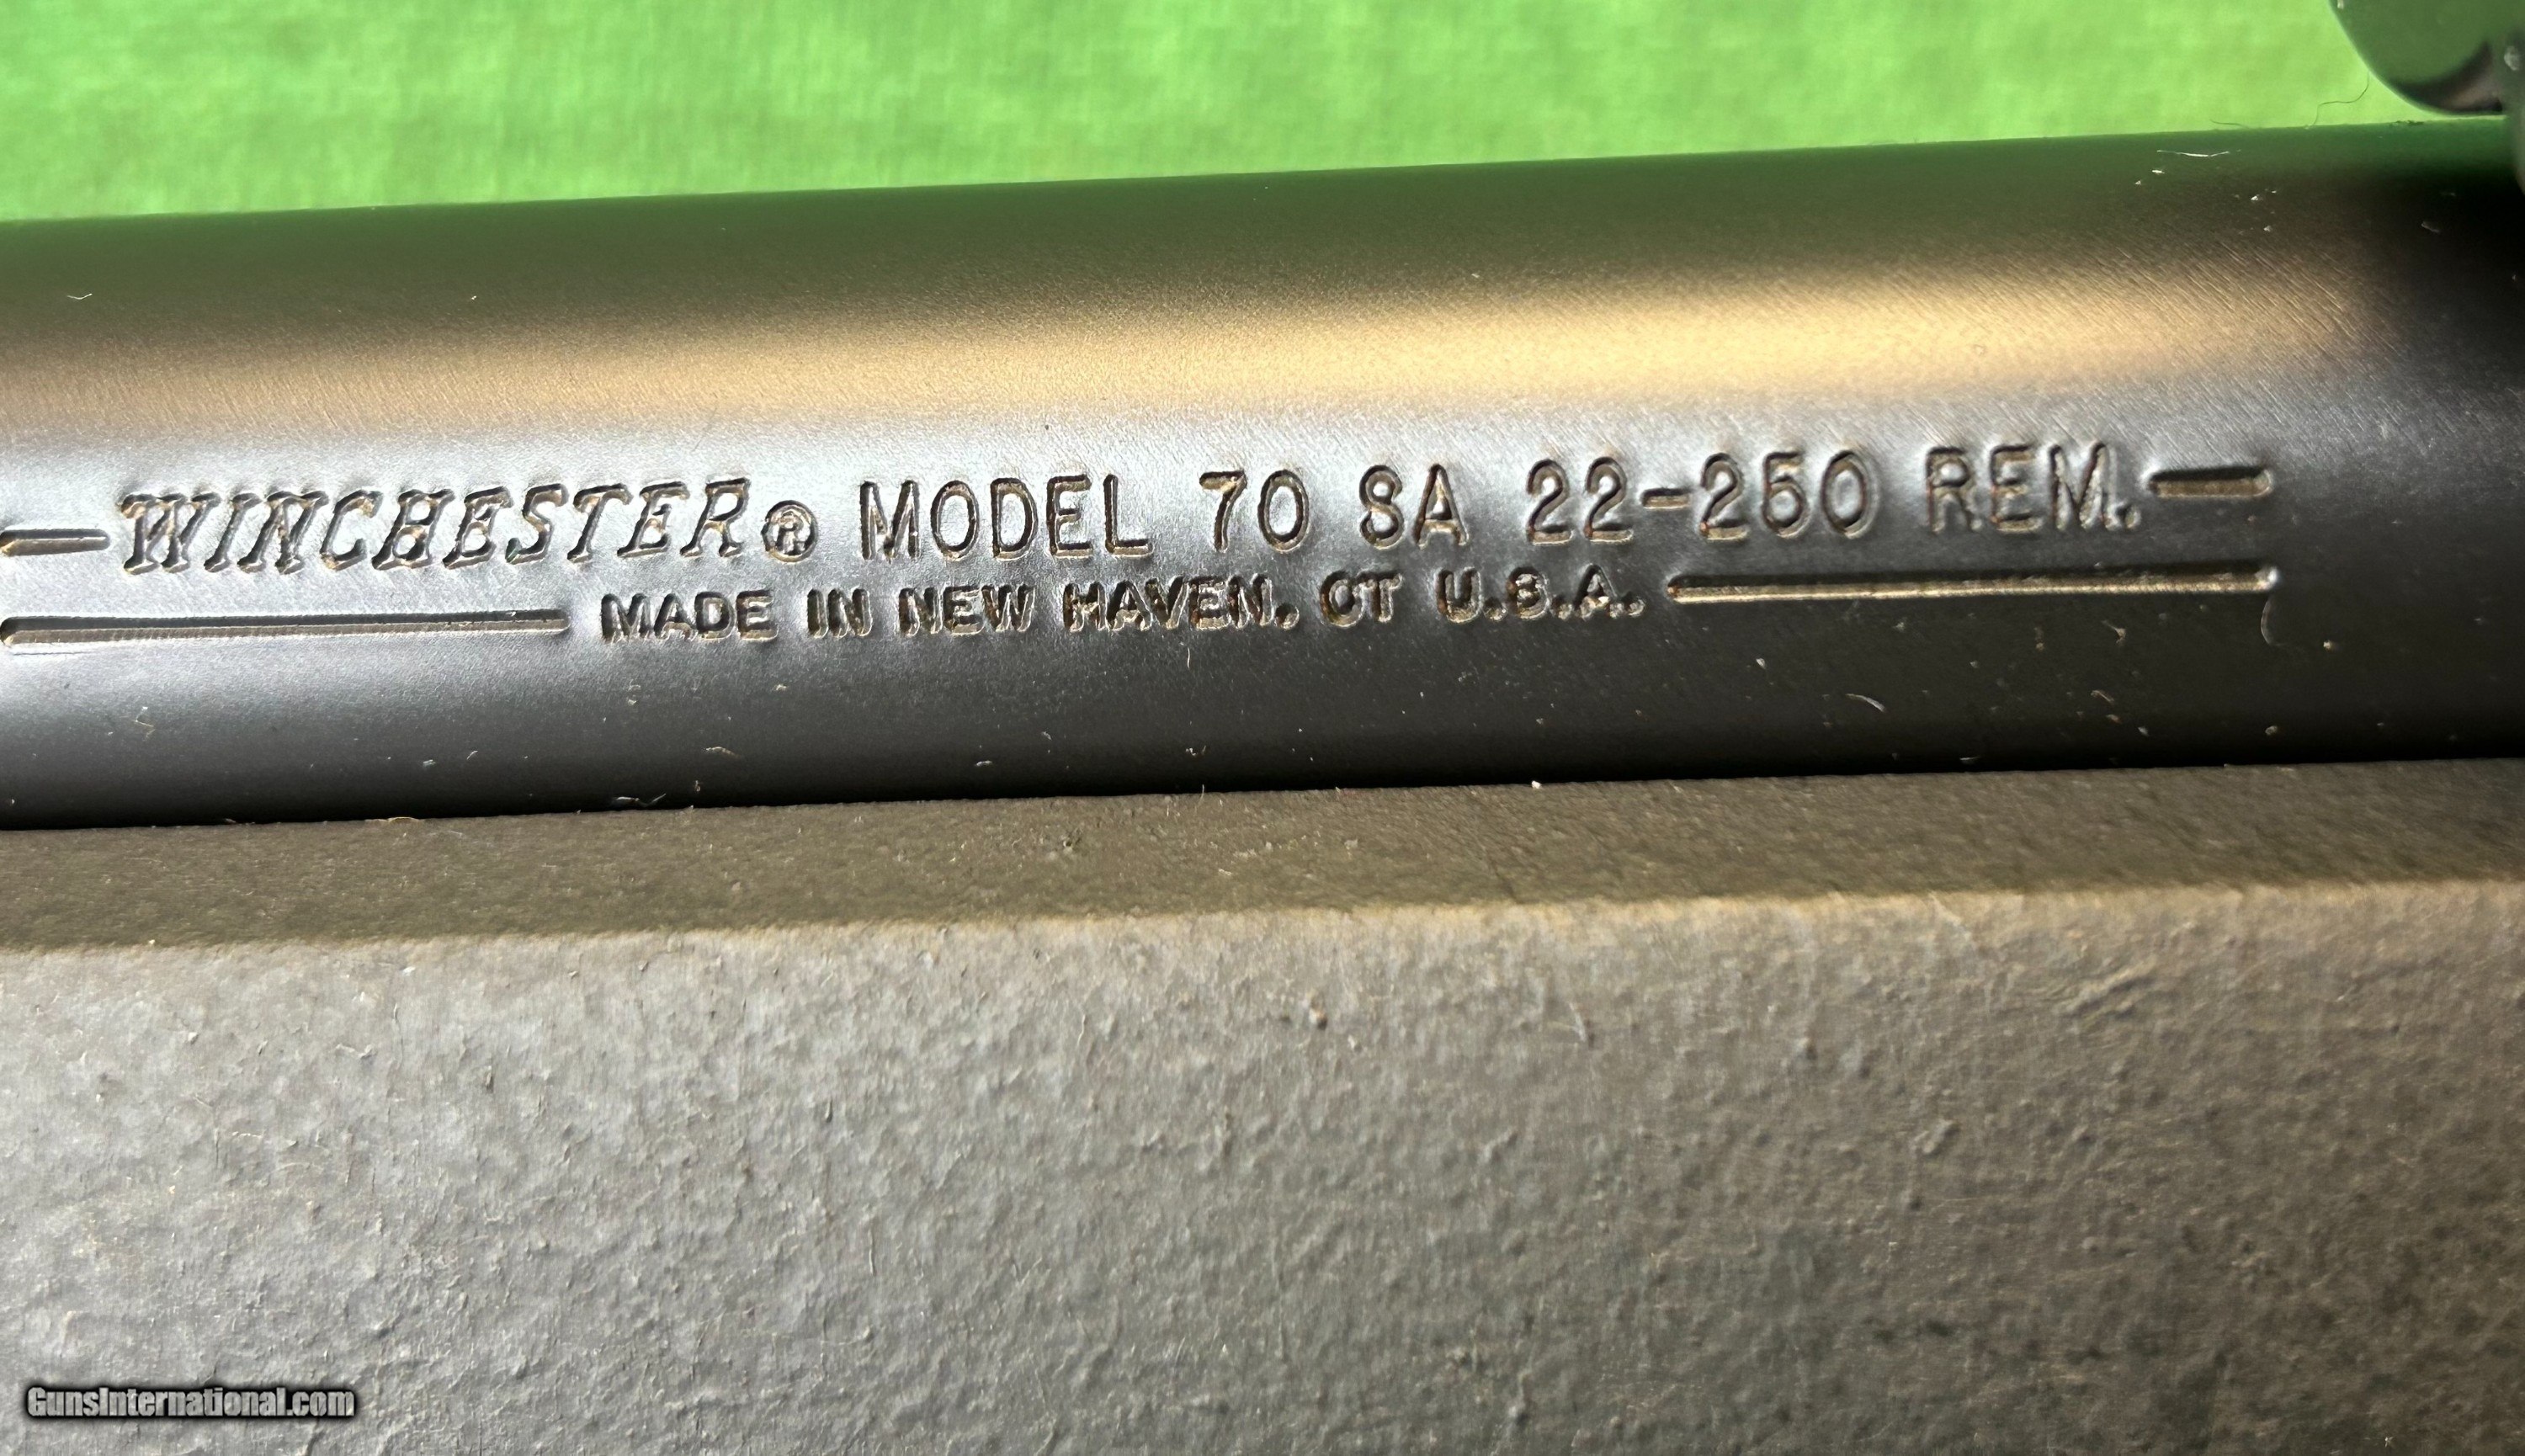 WINCHESTER® MODEL 70 SA 22-250 REM.
MADE IN NEW HAVEN, CT U.S.A.
GunsInternational.com